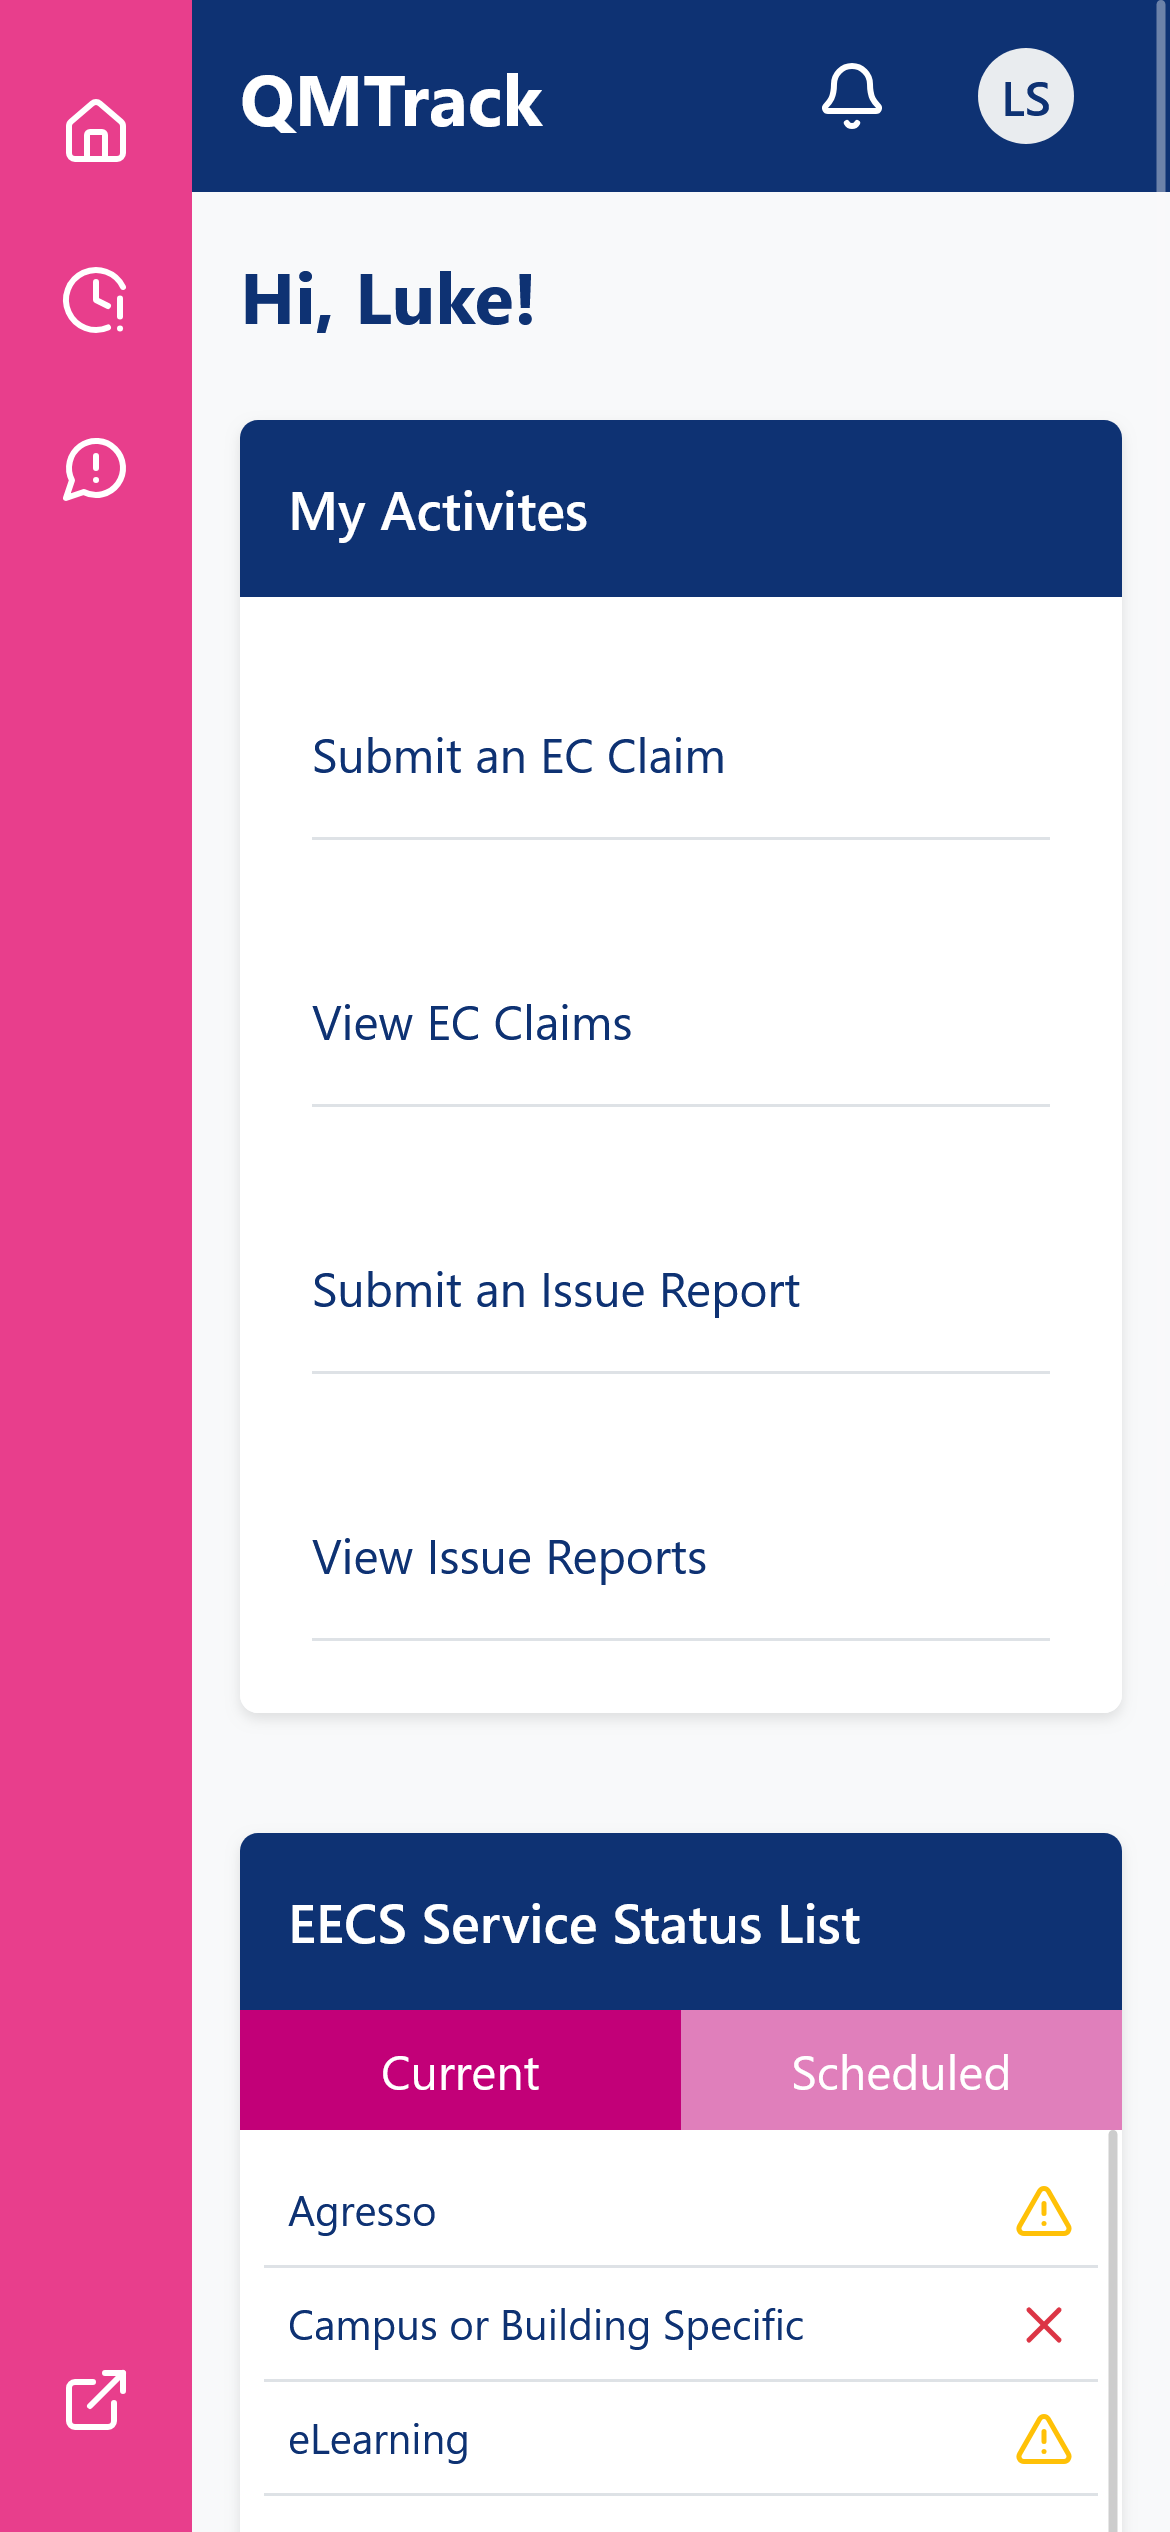 QMTrack
LS
Hi, Luke!
My Activites
Submit an EC Claim
View EC Claims
Submit an Issue Report
View Issue Reports
EECS Service Status List
Current
Scheduled
Agresso
Campus or Building Specific
eLearning